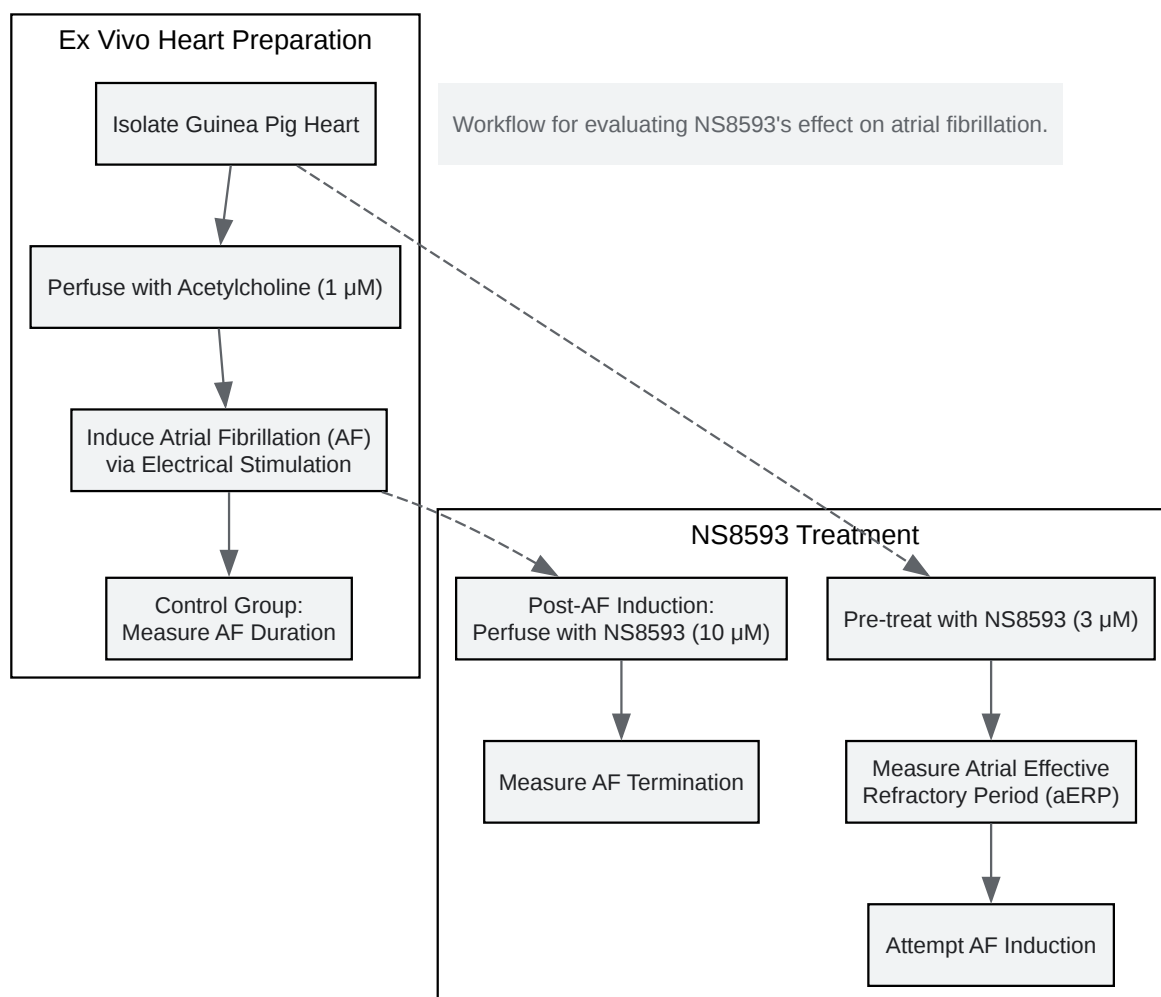 Ex Vivo Heart Preparation
Isolate Guinea Pig Heart
Workflow for evaluating NS8593's effect on atrial fibrillation.
Perfuse with Acetylcholine (1 μM)
Induce Atrial Fibrillation (AF)
via Electrical Stimulation
Control Group:
Measure AF Duration
NS8593 Treatment
Post-AF Induction:
Perfuse with NS8593 (10 μM)
Pre-treat with NS8593 (3 μM)
Measure AF Termination
Measure Atrial Effective
Refractory Period (aERP)
Attempt AF Induction